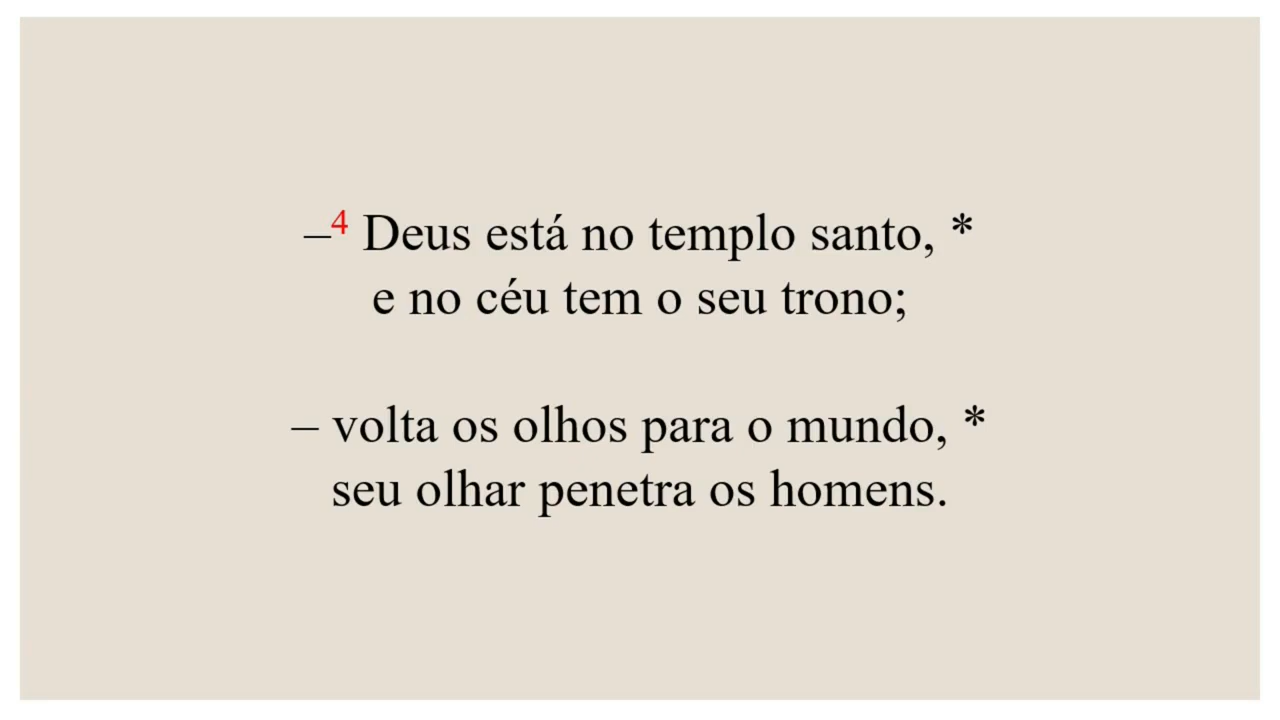 –4 Deus está no templo santo, *
e no céu tem o seu trono;
– volta os olhos para o mundo, *
seu olhar penetra os homens.